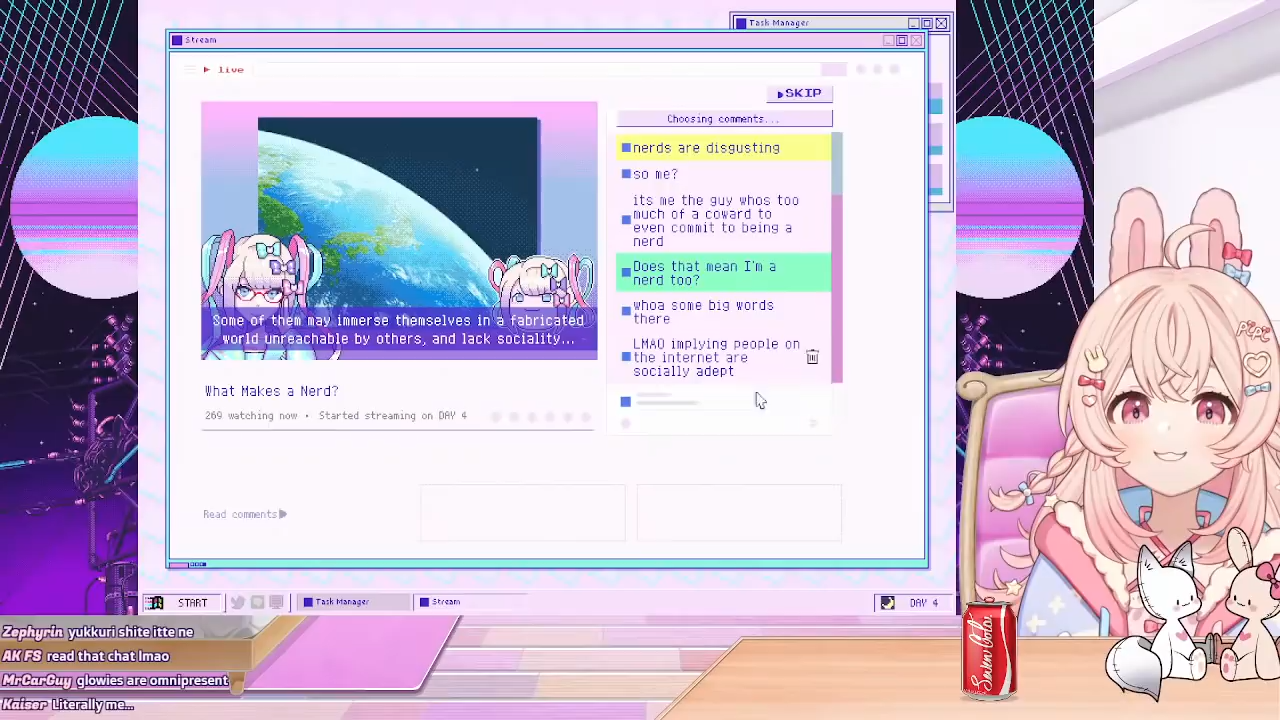 Task Manager
Stream
live
SKIP
Choosing comments...
nerds are disgusting
so me?
its me the guy whos too
much of a coward to
even commit to being a
nerd
Does that mean I'm a
nerd too?
whoa some big words
there
LMAO implying people on
the internet are
socially adept
Some of them may immerse themselves in a fabricated
world unreachable by others, and lack sociality...
What Makes a Nerd?
269 watching now • Started streaming on DAY 4
Read comments
START
Task Manager
Stream
DAY 4
Zephyrin yukkuri shite itte ne
AK FS read that chat lmao
MrCarGuy glowies are omnipresent
Kaiser Literally me...